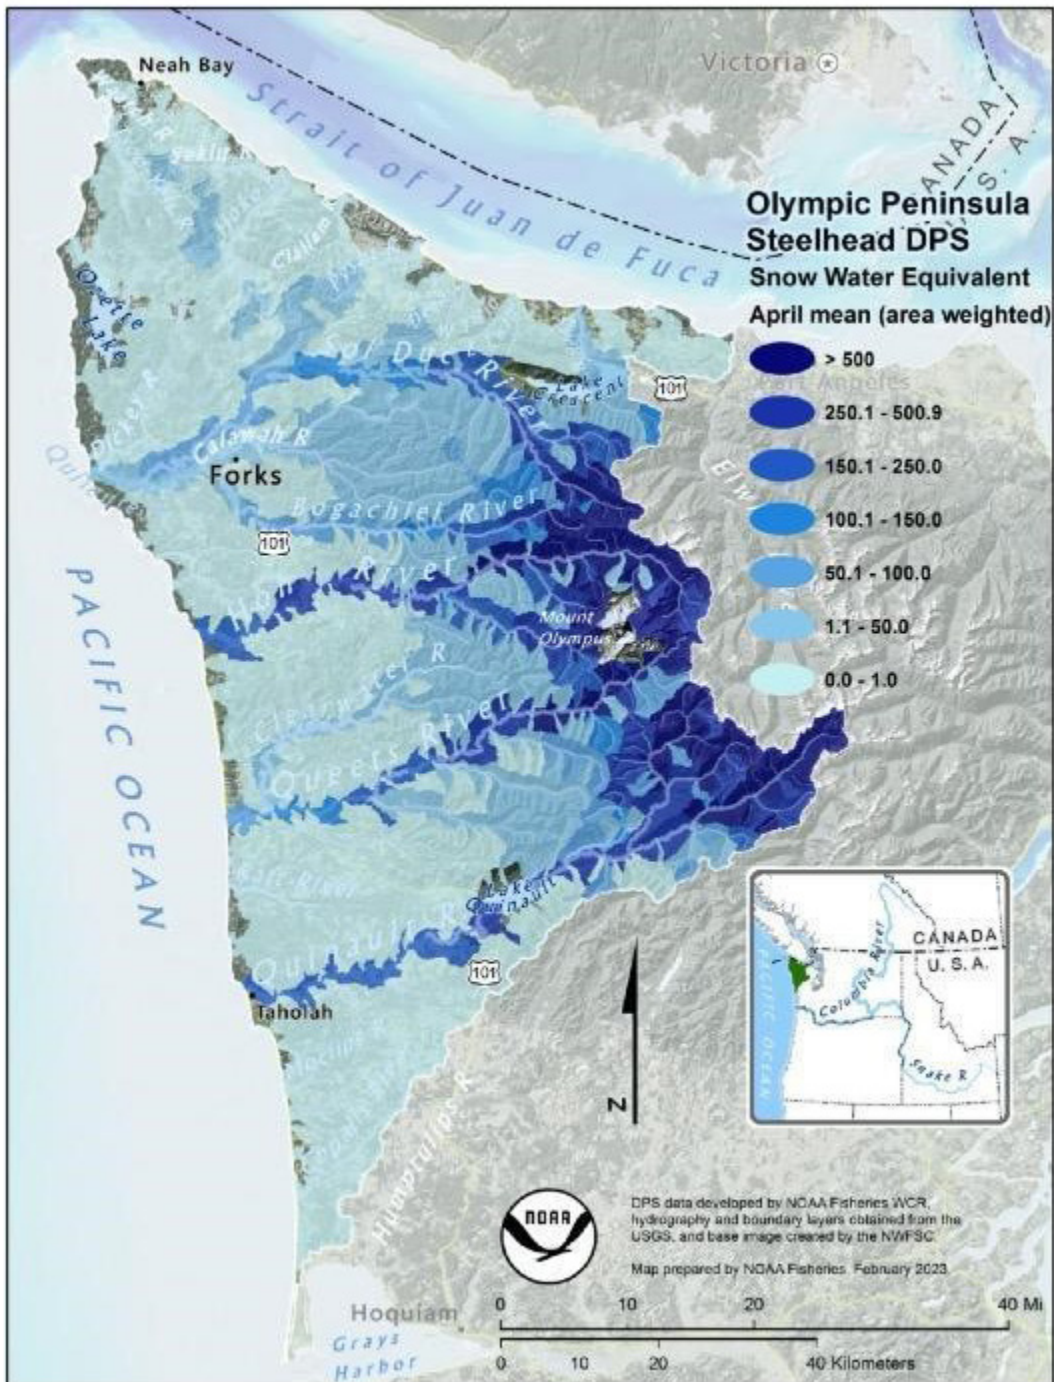 Neah Bay
Victoria
Strait of Juan de Fuca
CANADA
U. S. A.
Olympic Peninsula
Steelhead DPS
Snow Water Equivalent
April mean (area weighted)
> 500
250.1 - 500.9
150.1 - 250.0
100.1 - 150.0
50.1 - 100.0
1.1 - 50.0
0.0 - 1.0
Port Angeles
Clallam
Ozette
Lake
Sol Duc River
Lake
Crescent
101
Dickey R
Calawah R
Forks
Bogachiel River
101
Hoh River
Mount
Olympus
PACIFIC OCEAN
Clearwater R
Queets River
Lake
Quinault
Quinault R
101
Taholah
Humptulips R
N
CANADA
U. S. A.
Columbia River
PACIFIC OCEAN
Snake R
NOAA
DPS data developed by NOAA Fisheries WCR,
hydrography and boundary layers obtained from the
USGS, and base image created by the NWFSC
Map prepared by NOAA Fisheries, February 2023
Hoquiam
Grays
Harbor
0 10 20 40 Mi
0 10 20 40 Kilometers